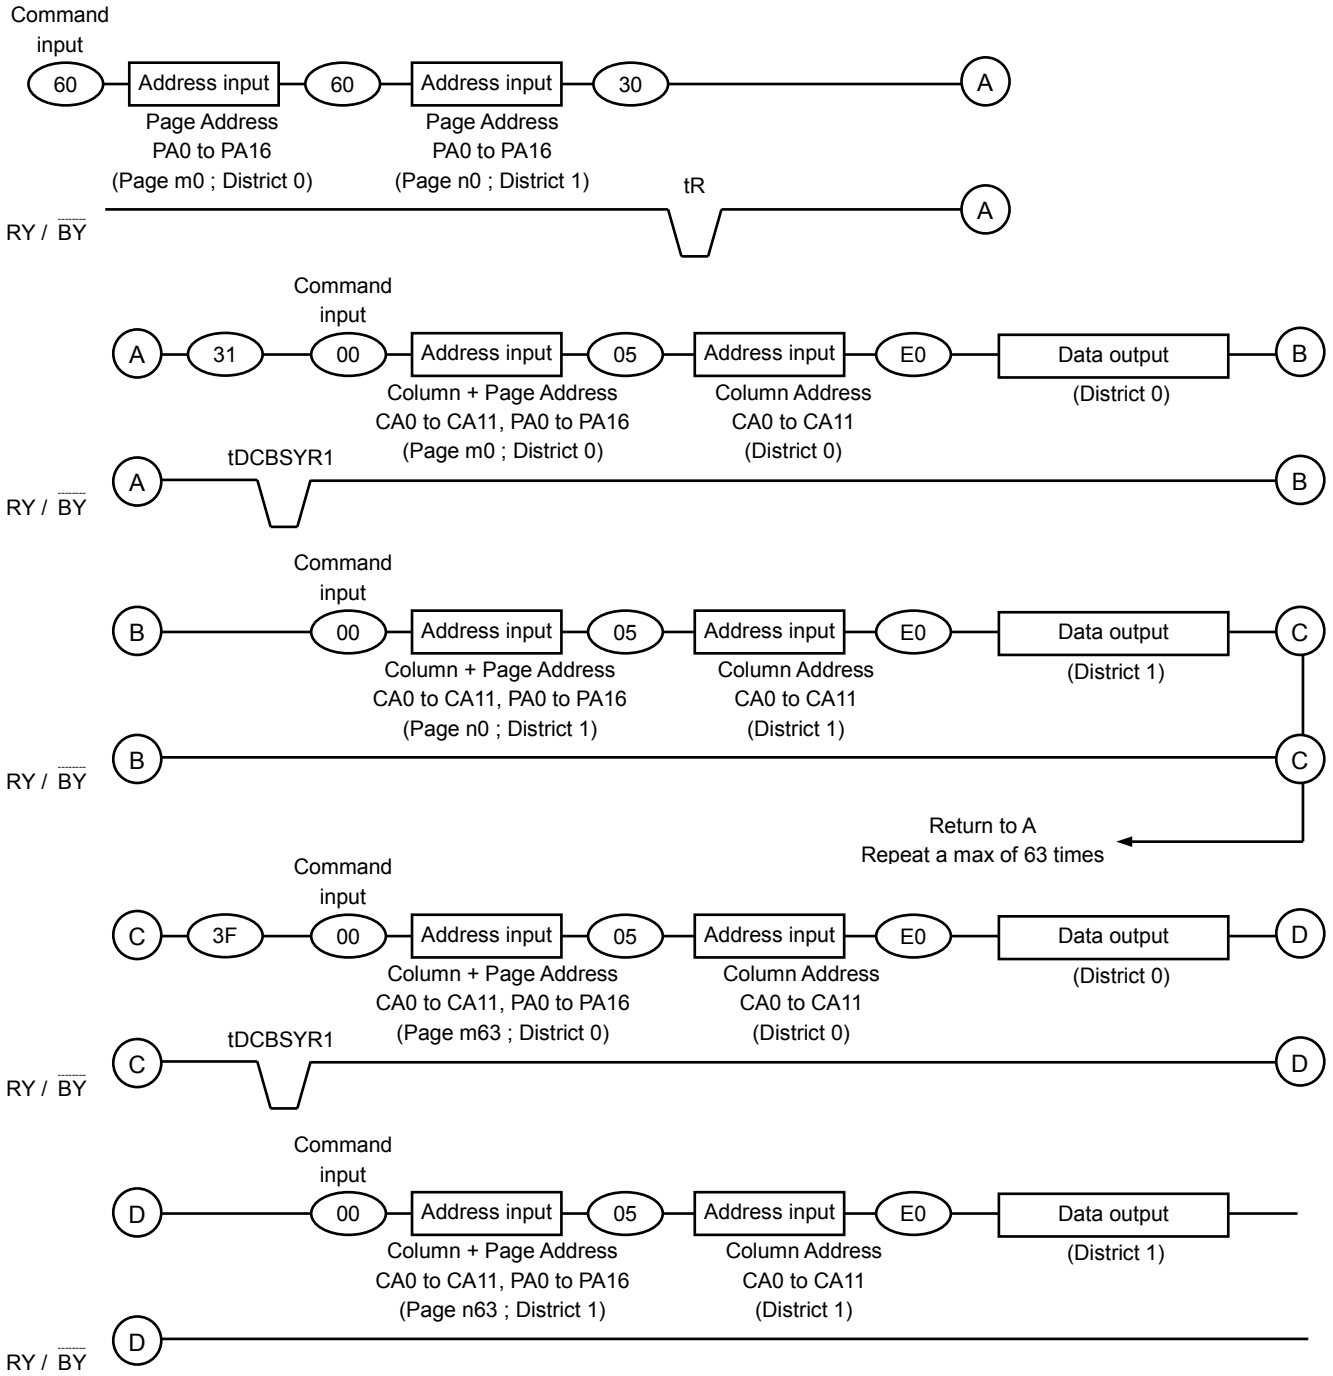 Command
input
60 Address input 60 Address input 30 A
Page Address Page Address
PA0 to PA16 PA0 to PA16
(Page m0 ; District 0) (Page n0 ; District 1)
tR
RY / BY A
Command
input
A 31 00 Address input 05 Address input E0 Data output B
Column + Page Address Column Address (District 0)
CA0 to CA11, PA0 to PA16 CA0 to CA11
(Page m0 ; District 0) (District 0)
tDCBSYR1
RY / BY A B
Command
input
B 00 Address input 05 Address input E0 Data output C
Column + Page Address Column Address (District 1)
CA0 to CA11, PA0 to PA16 CA0 to CA11
(Page n0 ; District 1) (District 1)
RY / BY B C
Return to A
Repeat a max of 63 times
Command
input
C 3F 00 Address input 05 Address input E0 Data output D
Column + Page Address Column Address (District 0)
CA0 to CA11, PA0 to PA16 CA0 to CA11
(Page m63 ; District 0) (District 0)
tDCBSYR1
RY / BY C D
Command
input
D 00 Address input 05 Address input E0 Data output
Column + Page Address Column Address (District 1)
CA0 to CA11, PA0 to PA16 CA0 to CA11
(Page n63 ; District 1) (District 1)
RY / BY D